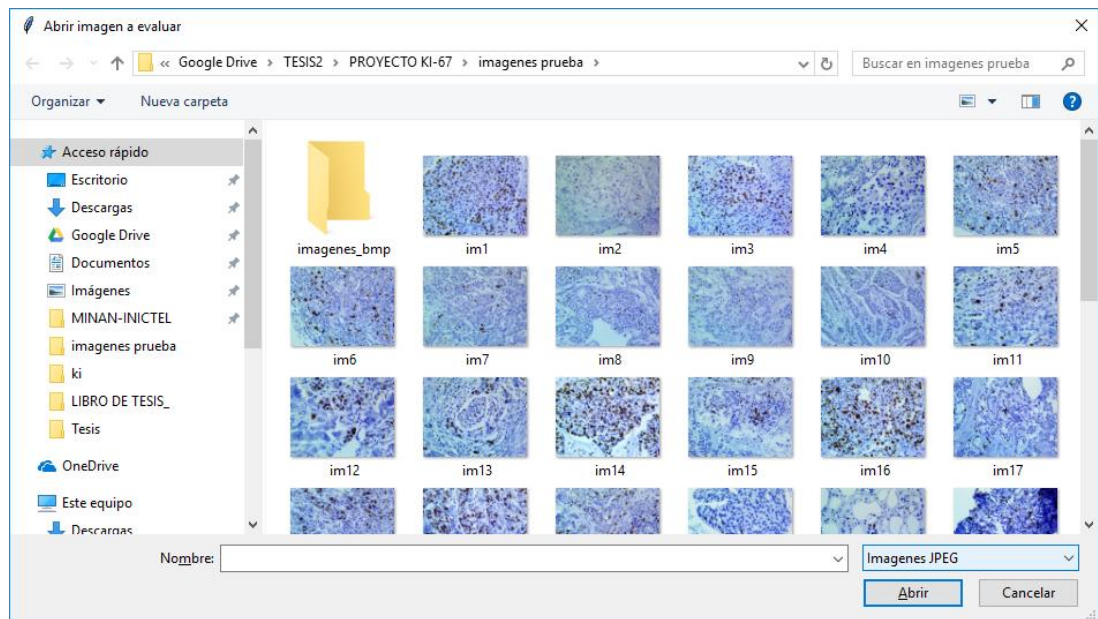 Abrir imagen a evaluar
« Google Drive > TESIS2 > PROYECTO KI-67 > imagenes prueba >
Buscar en imagenes prueba
Organizar
Nueva carpeta
Acceso rápido
Escritorio
Descargas
Google Drive
Documentos
Imágenes
MINAN-INICTEL
imagenes prueba
ki
LIBRO DE TESIS_
Tesis
OneDrive
Este equipo
Descargas
imagenes_bmp im1 im2 im3 im4 im5
im6 im7 im8 im9 im10 im11
im12 im13 im14 im15 im16 im17
Nombre:
Imagenes JPEG
Abrir
Cancelar